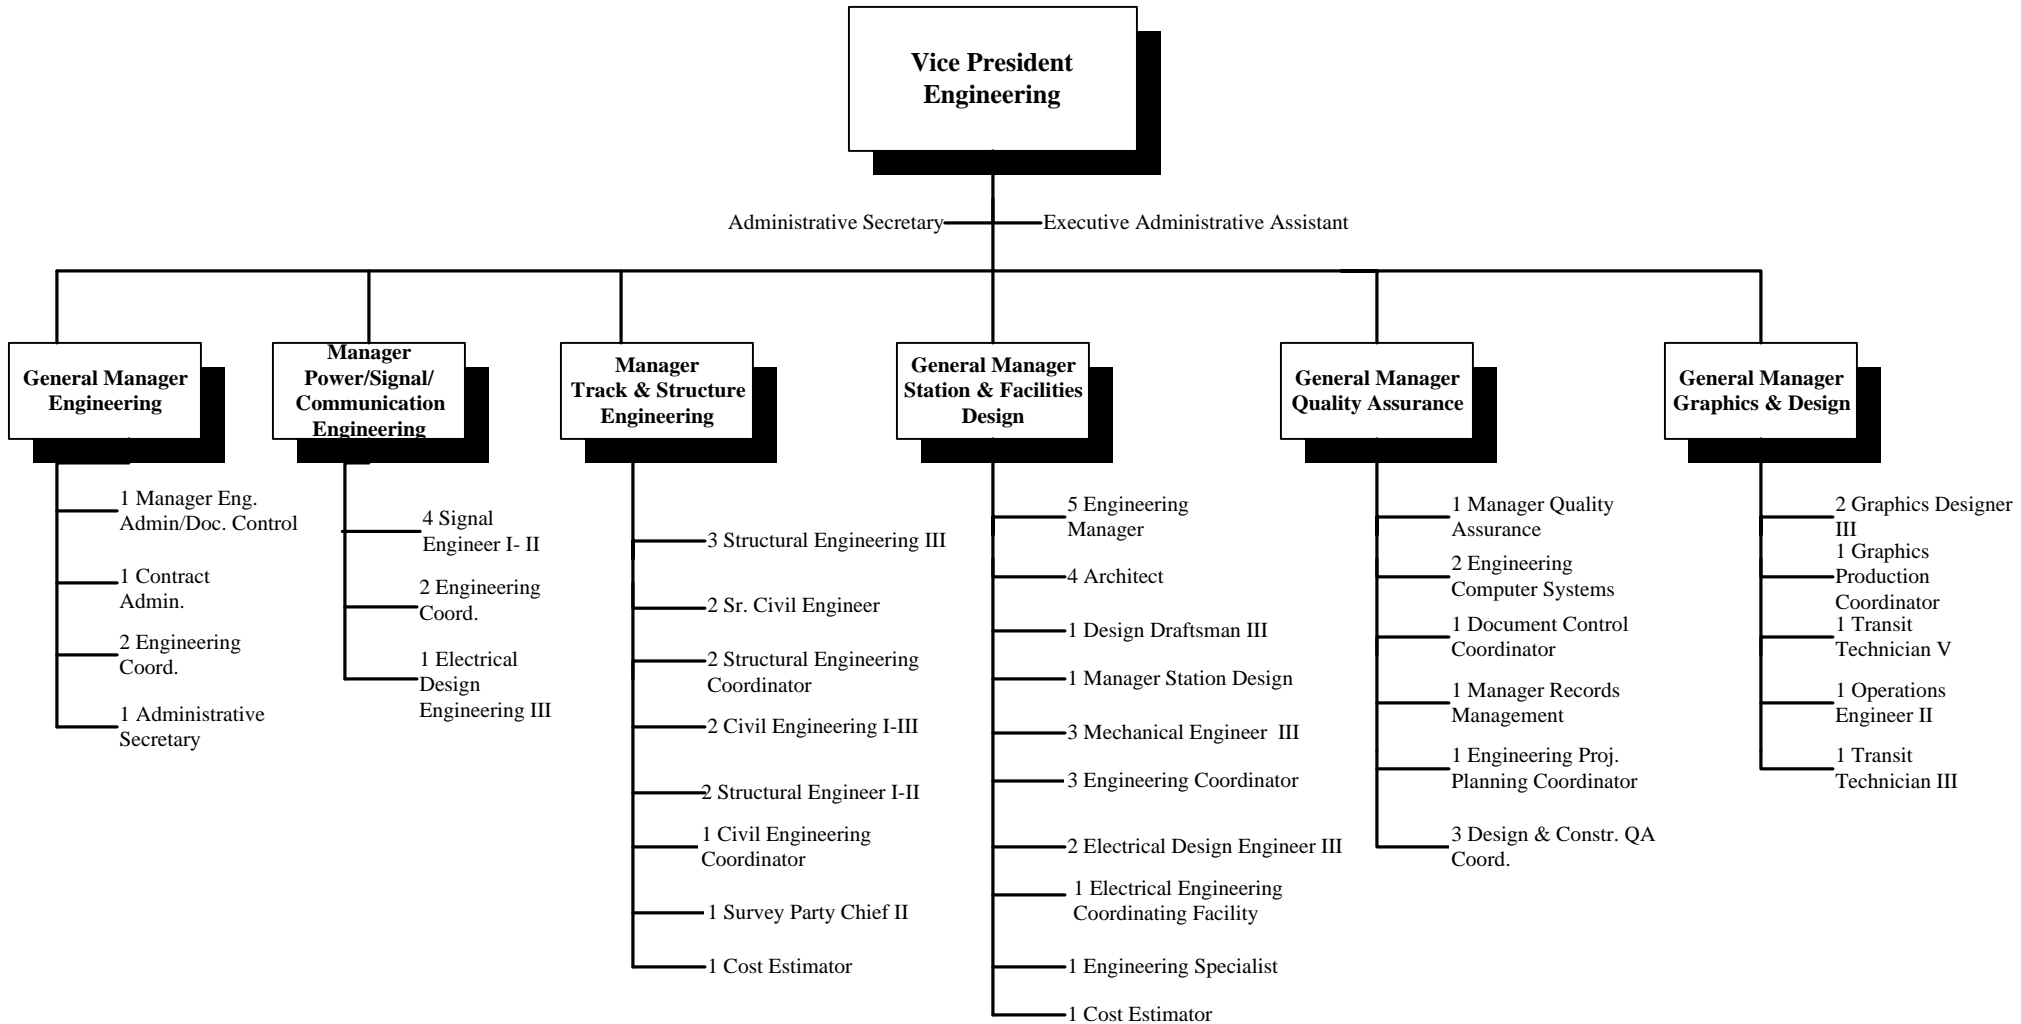 Vice President
Engineering
Administrative Secretary
Executive Administrative Assistant
General Manager
Engineering
1 Manager Eng.
Admin/Doc. Control
1 Contract
Admin.
2 Engineering
Coord.
1 Administrative
Secretary
Manager
Power/Signal/
Communication
Engineering
4 Signal
Engineer I- II
2 Engineering
Coord.
1 Electrical
Design
Engineering III
Manager
Track & Structure
Engineering
3 Structural Engineering III
2 Sr. Civil Engineer
2 Structural Engineering
Coordinator
2 Civil Engineering I-III
2 Structural Engineer I-II
1 Civil Engineering
Coordinator
1 Survey Party Chief II
1 Cost Estimator
General Manager
Station & Facilities
Design
5 Engineering
Manager
4 Architect
1 Design Draftsman III
1 Manager Station Design
3 Mechanical Engineer  III
3 Engineering Coordinator
2 Electrical Design Engineer III
1 Electrical Engineering
Coordinating Facility
1 Engineering Specialist
1 Cost Estimator
General Manager
Quality Assurance
1 Manager Quality
Assurance
2 Engineering
Computer Systems
1 Document Control
Coordinator
1 Manager Records
Management
1 Engineering Proj.
Planning Coordinator
3 Design & Constr. QA
Coord.
General Manager
Graphics & Design
2 Graphics Designer
III
1 Graphics
Production
Coordinator
1 Transit
Technician V
1 Operations
Engineer II
1 Transit
Technician III